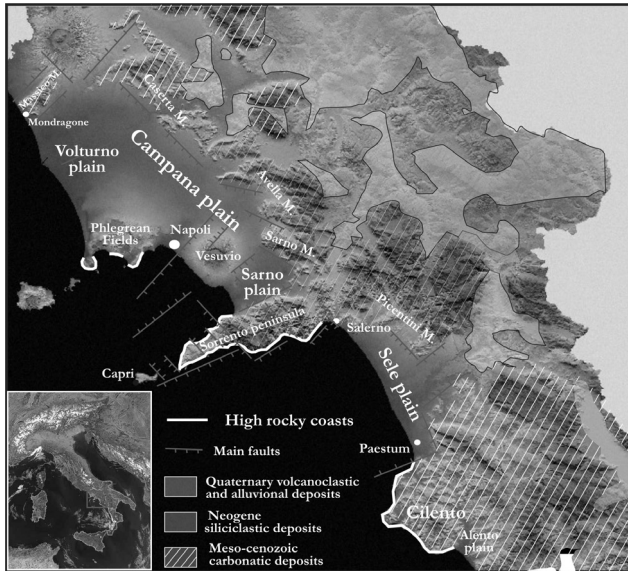 Massico M.
Mondragone
Caserta M.
Volturno
plain
Campana plain
Avella M.
Phlegrean
Fields
Napoli
Vesuvio
Sarno M.
Sarno
plain
Picentini M.
Sorrento peninsula
Salerno
Capri
Sele plain
Paestum
Cilento
Alento
plain
High rocky coasts
Main faults
Quaternary volcanoclastic
and alluvional deposits
Neogene
siliciclastic deposits
Meso-cenozoic
carbonatic deposits